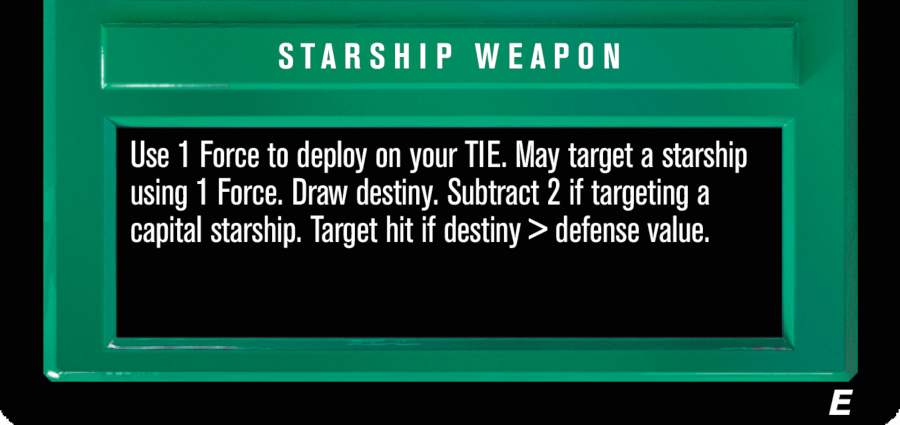 STARSHIP WEAPON
Use 1 Force to deploy on your TIE. May target a starship
using 1 Force. Draw destiny. Subtract 2 if targeting a
capital starship. Target hit if destiny > defense value.
E